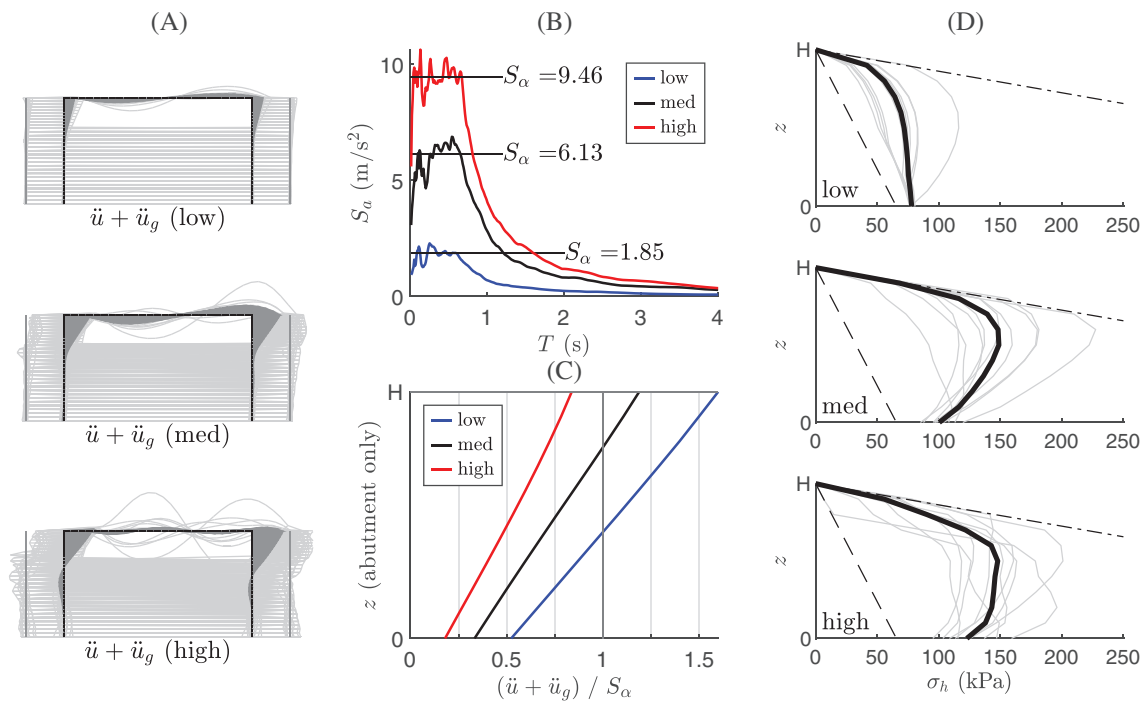 (A)
ü + ü_g (low)
ü + ü_g (med)
ü + ü_g (high)
(B)
S_a (m/s²)
10
5
0
S_α =9.46
S_α =6.13
S_α =1.85
low
med
high
0 1 2 3 4
T (s)
(C)
z (abutment only)
H
0
low
med
high
0 0.5 1 1.5
(ü + ü_g) / S_α
(D)
H
z
0
low
0 50 100 150 200 250
H
z
0
med
0 50 100 150 200 250
H
z
0
high
0 50 100 150 200 250
σ_h (kPa)